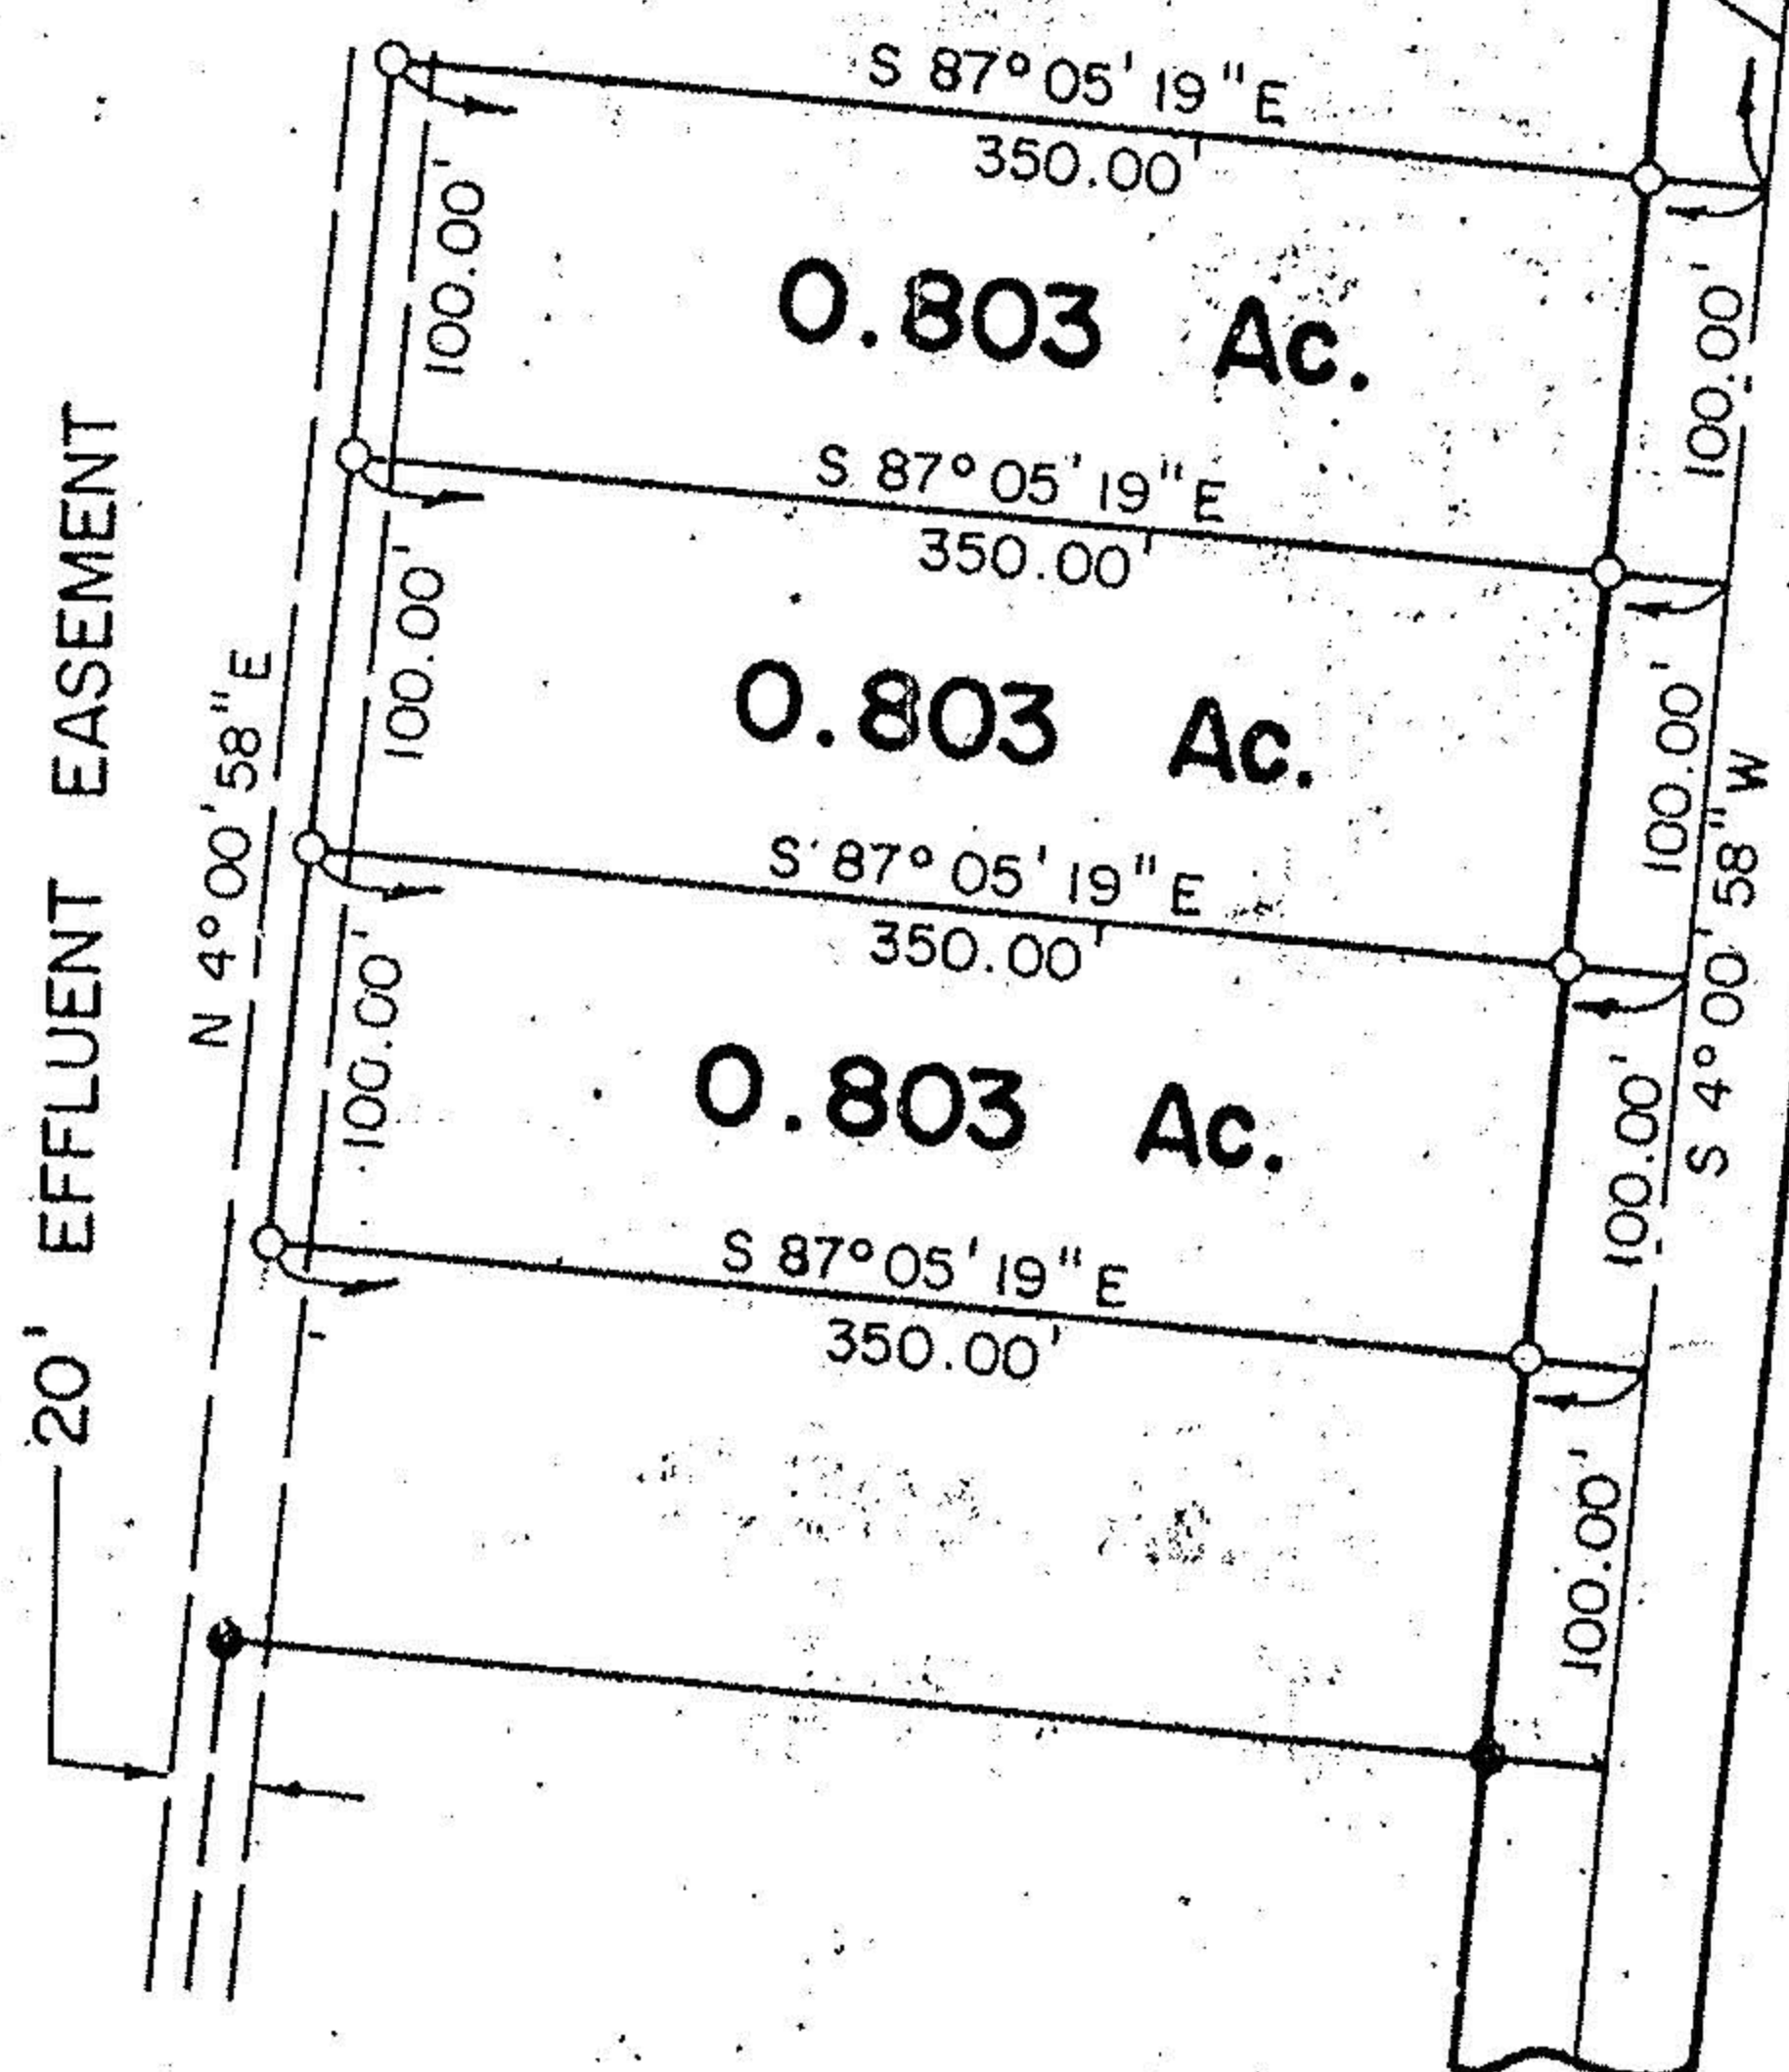 S 87° 05' 19" E
350.00'
100.00'
0.803 Ac.
100.00'
S 87° 05' 19" E
350.00'
100.00'
0.803 Ac.
100.00'
S 87° 05' 19" E
350.00'
100.00'
0.803 Ac.
100.00'
S 87° 05' 19" E
350.00'
100.00'
N 4° 00' 58" E
S 4° 00' 58" W
20' EFFLUENT EASEMENT